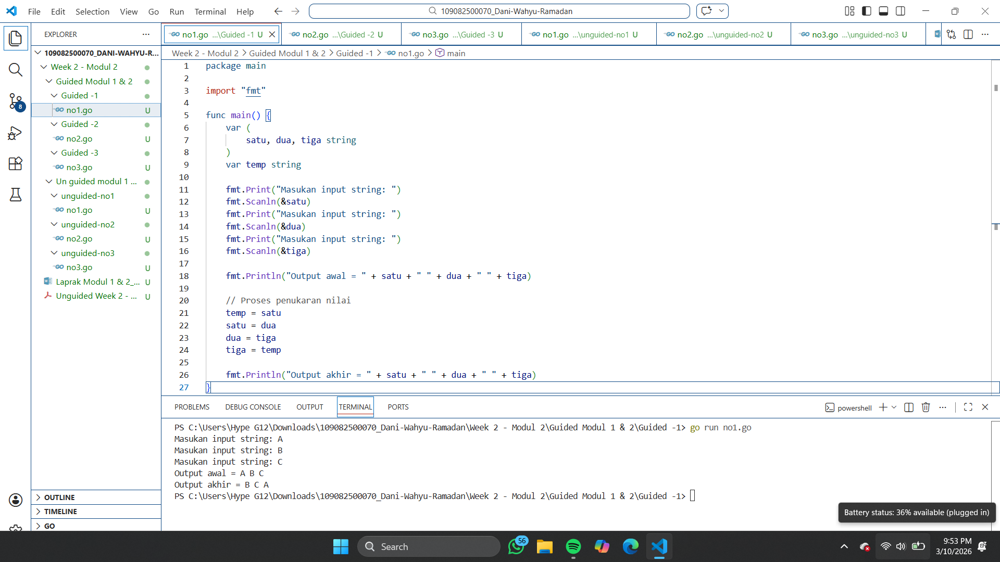 File Edit Selection View Go Run Terminal Help
109082500070_Dani-Wahyu-Ramadan
EXPLORER
109082500070_DANI-WAHYU-R...
Week 2 - Modul 2
Guided Modul 1 & 2
Guided -1
no1.go U
Guided -2
no2.go U
Guided -3
no3.go U
Un guided modul 1 ...
unguided-no1
no1.go U
unguided-no2
no2.go U
unguided-no3
no3.go U
Laprak Modul 1 & 2_... U
Unguided Week 2 - ... U
OUTLINE
TIMELINE
GO
8
no1.go ...\Guided -1 U
no2.go ...\Guided -2 U
no3.go ...\Guided -3 U
no1.go ...\unguided-no1 U
no2.go ...\unguided-no2 U
no3.go ...\unguided-no3 U
Week 2 - Modul 2 > Guided Modul 1 & 2 > Guided -1 > no1.go > main
1 package main
2
3 import "fmt"
4
5 func main() {
6 var (
7 satu, dua, tiga string
8 )
9 var temp string
10
11 fmt.Print("Masukan input string: ")
12 fmt.Scanln(&satu)
13 fmt.Print("Masukan input string: ")
14 fmt.Scanln(&dua)
15 fmt.Print("Masukan input string: ")
16 fmt.Scanln(&tiga)
17
18 fmt.Println("Output awal = " + satu + " " + dua + " " + tiga)
19
20 // Proses penukaran nilai
21 temp = satu
22 satu = dua
23 dua = tiga
24 tiga = temp
25
26 fmt.Println("Output akhir = " + satu + " " + dua + " " + tiga)
27 }
PROBLEMS DEBUG CONSOLE OUTPUT TERMINAL PORTS
powershell
PS C:\Users\Hype G12\Downloads\109082500070_Dani-Wahyu-Ramadan\Week 2 - Modul 2\Guided Modul 1 & 2\Guided -1> go run no1.go
Masukan input string: A
Masukan input string: B
Masukan input string: C
Output awal = A B C
Output akhir = B C A
PS C:\Users\Hype G12\Downloads\109082500070_Dani-Wahyu-Ramadan\Week 2 - Modul 2\Guided Modul 1 & 2\Guided -1>
Battery status: 36% available (plugged in)
Search
56
9:53 PM
3/10/2026